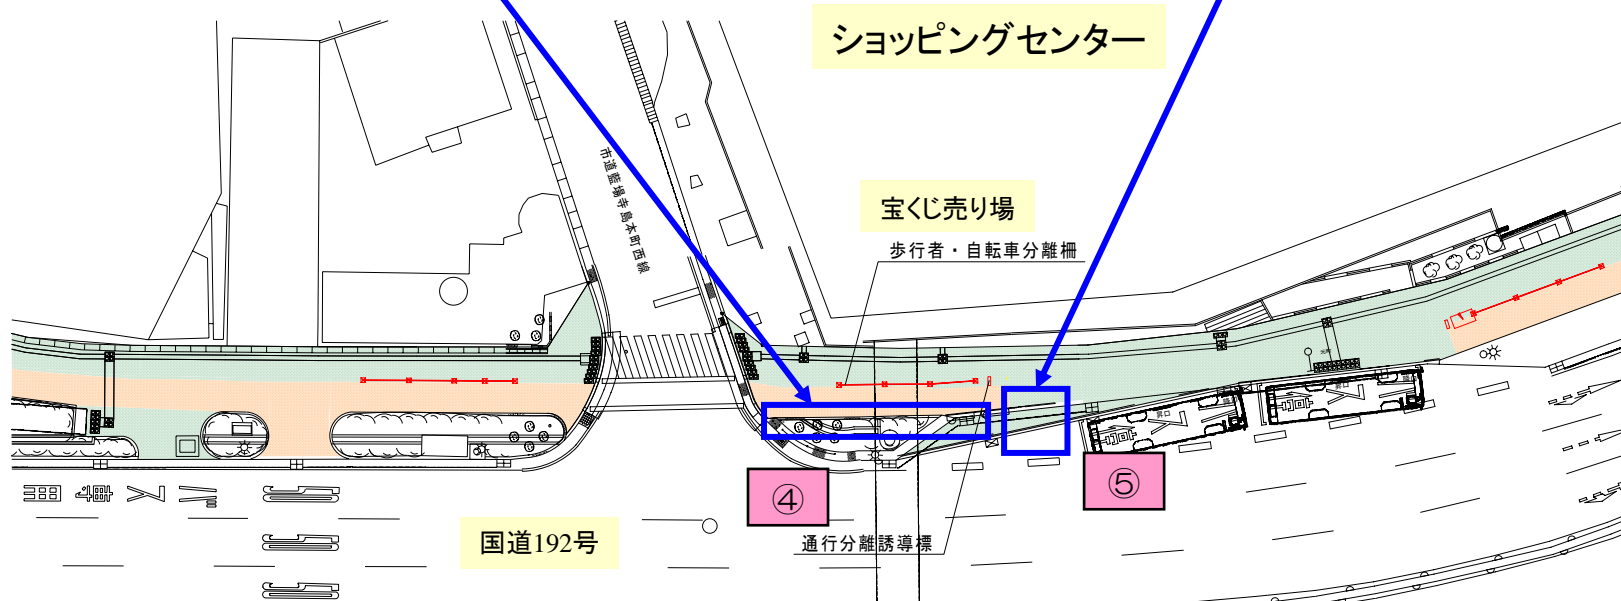 ショッピングセンター
市道藍場寺島本町西線
宝くじ売り場
歩行者・自転車分離柵
④
⑤
国道192号
通行分離誘導標